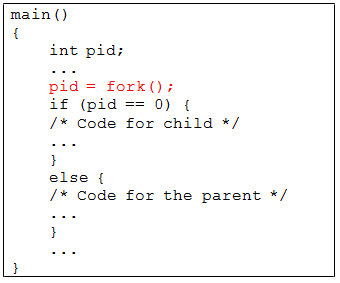 main()
{
int pid;
...
pid = fork();
if (pid == 0) {
/* Code for child */
...
}
else {
/* Code for the parent */
...
}
...
}